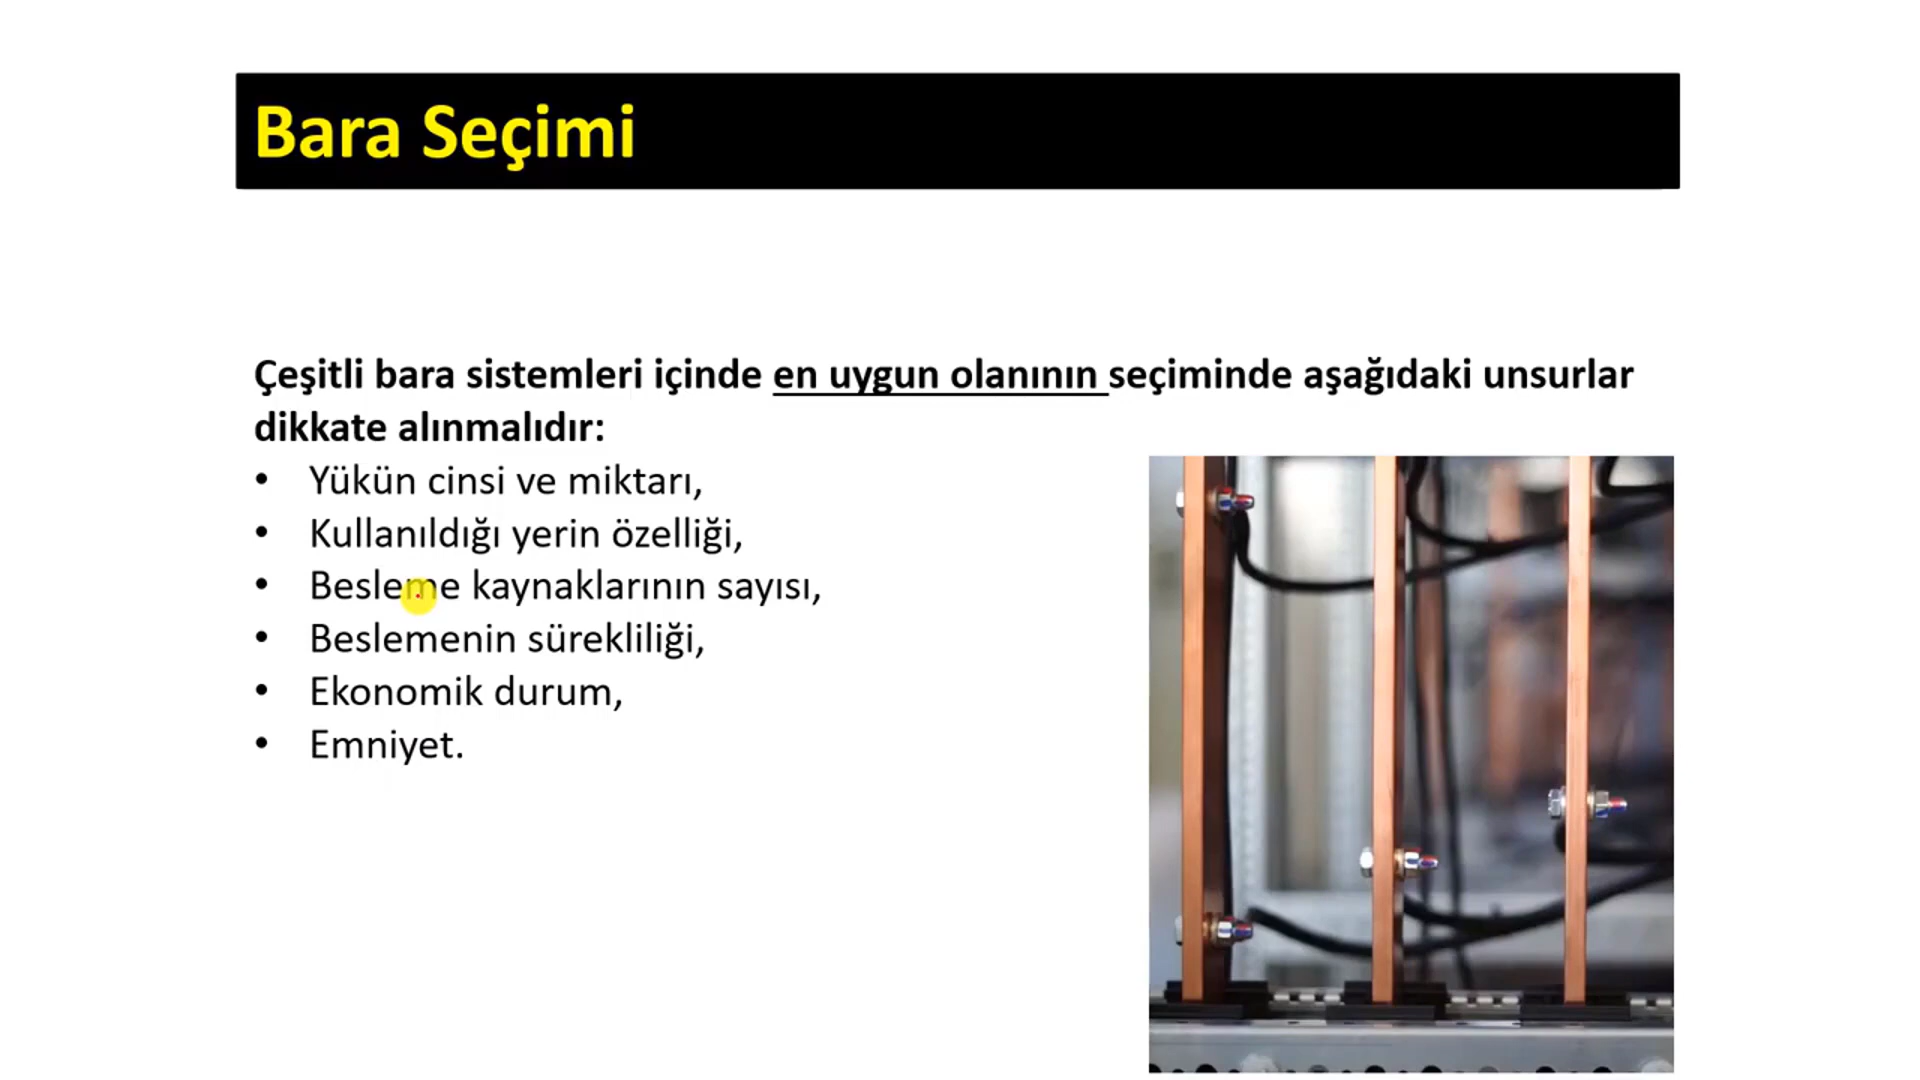 Bara Seçimi
Çeşitli bara sistemleri içinde en uygun olanının seçiminde aşağıdaki unsurlar
dikkate alınmalıdır:
• Yükün cinsi ve miktarı,
• Kullanıldığı yerin özelliği,
• Besleme kaynaklarının sayısı,
• Beslemenin sürekliliği,
• Ekonomik durum,
• Emniyet.